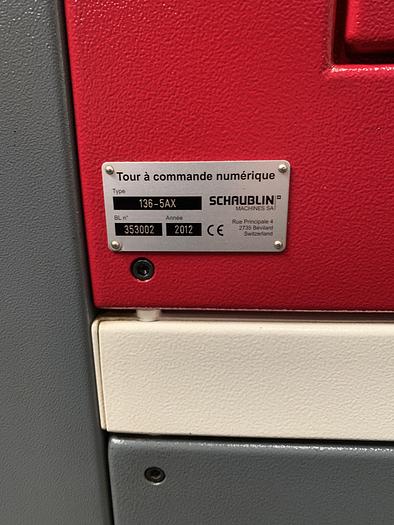 Tour à commande numérique
Type
136-5AX
SCHAUBLIN
MACHINES SA
BL n°
Année
353002
2012
CE
Rue Principale 4
2735 Bévilard
Switzerland